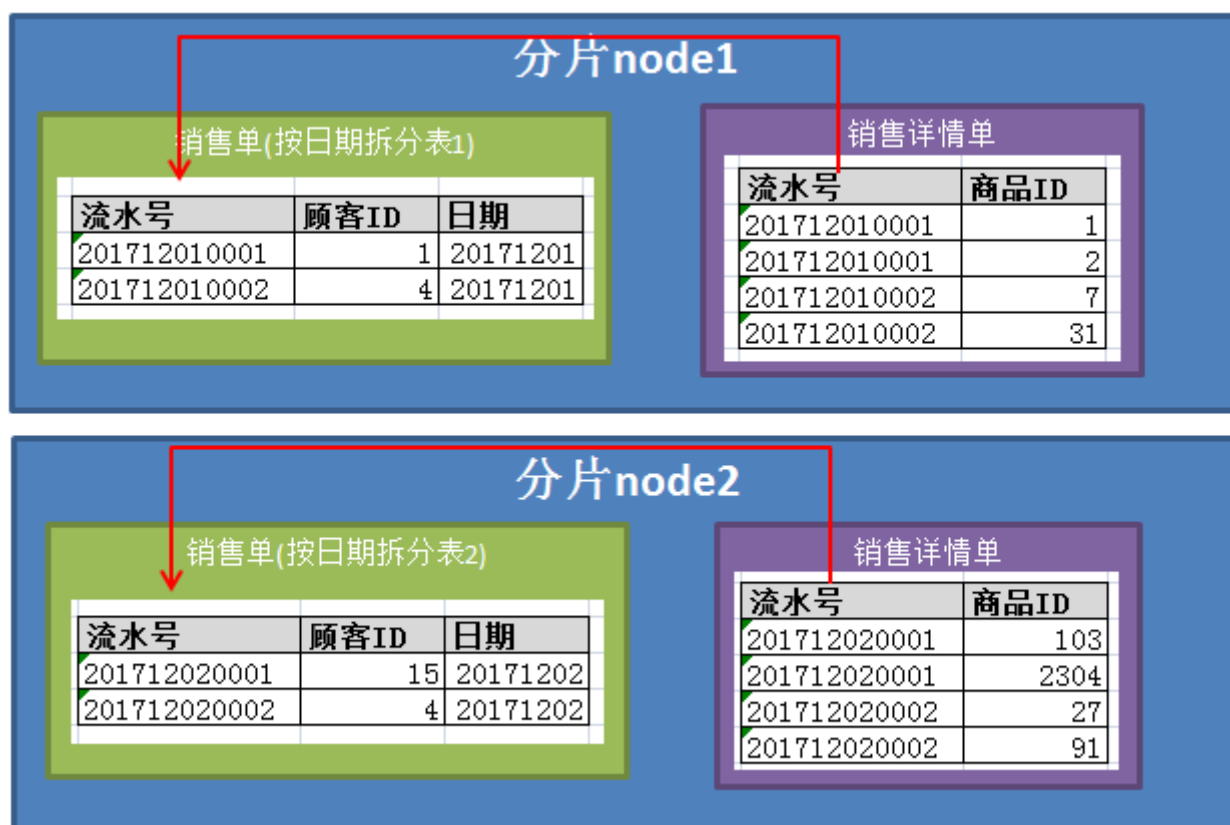 分片node1
销售单(按日期拆分表1)
流水号 顾客ID 日期
201712010001 1 20171201
201712010002 4 20171201
销售详情单
流水号 商品ID
201712010001 1
201712010001 2
201712010002 7
201712010002 31
分片node2
销售单(按日期拆分表2)
流水号 顾客ID 日期
201712020001 15 20171202
201712020002 4 20171202
销售详情单
流水号 商品ID
201712020001 103
201712020001 2304
201712020002 27
201712020002 91